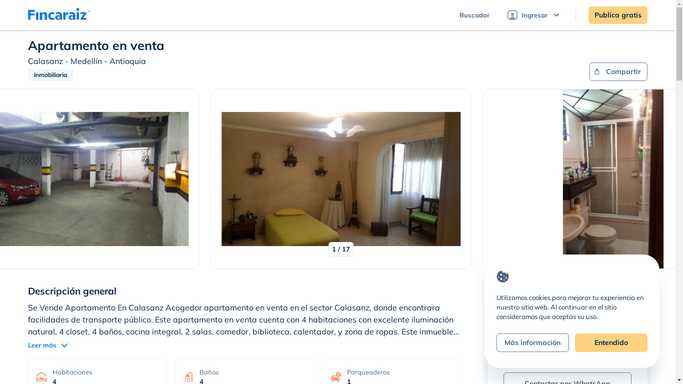 Fincaraiz
Buscador
Ingresar
Publica gratis
Apartamento en venta
Calasanz - Medellín - Antioquia
Inmobiliaria
Compartir
1 / 17
Descripción general
Se Vende Apartamento En Calasanz Acogedor apartamento en venta en el sector Calasanz, donde encontrara
facilidades de transporte público. Este apartamento en venta cuenta con 4 habitaciones con excelente iluminación
natural, 4 closet, 4 baños, cocina integral, 2 salas, comedor, biblioteca, calentador, y zona de ropas. Este inmueble...
Leer más
Habitaciones
4
Baños
4
Parqueaderos
1
Utilizamos cookies para mejorar tu experiencia en
nuestro sitio web. Al continuar en el sitio
consideramos que aceptas su uso.
Más información
Entendido
Contactar por WhatsApp